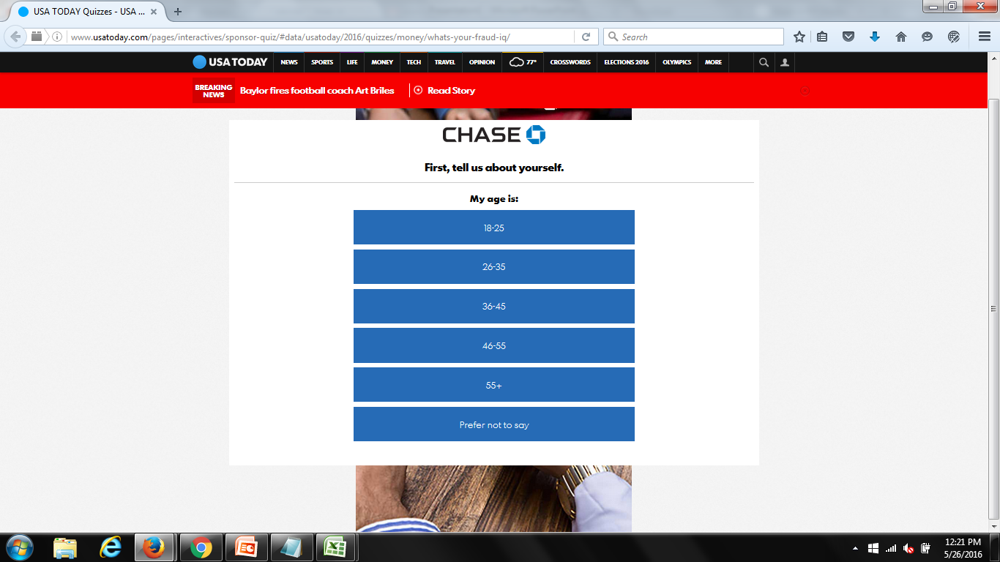 USA TODAY Quizzes - USA ...
www.usatoday.com/pages/interactives/sponsor-quiz/#data/usatoday/2016/quizzes/money/whats-your-fraud-iq/
Search
USA TODAY
NEWS
SPORTS
LIFE
MONEY
TECH
TRAVEL
OPINION
77°
CROSSWORDS
ELECTIONS 2016
OLYMPICS
MORE
BREAKING
NEWS
Baylor fires football coach Art Briles
Read Story
CHASE
First, tell us about yourself.
My age is:
18-25
26-35
36-45
46-55
55+
Prefer not to say
12:21 PM
5/26/2016